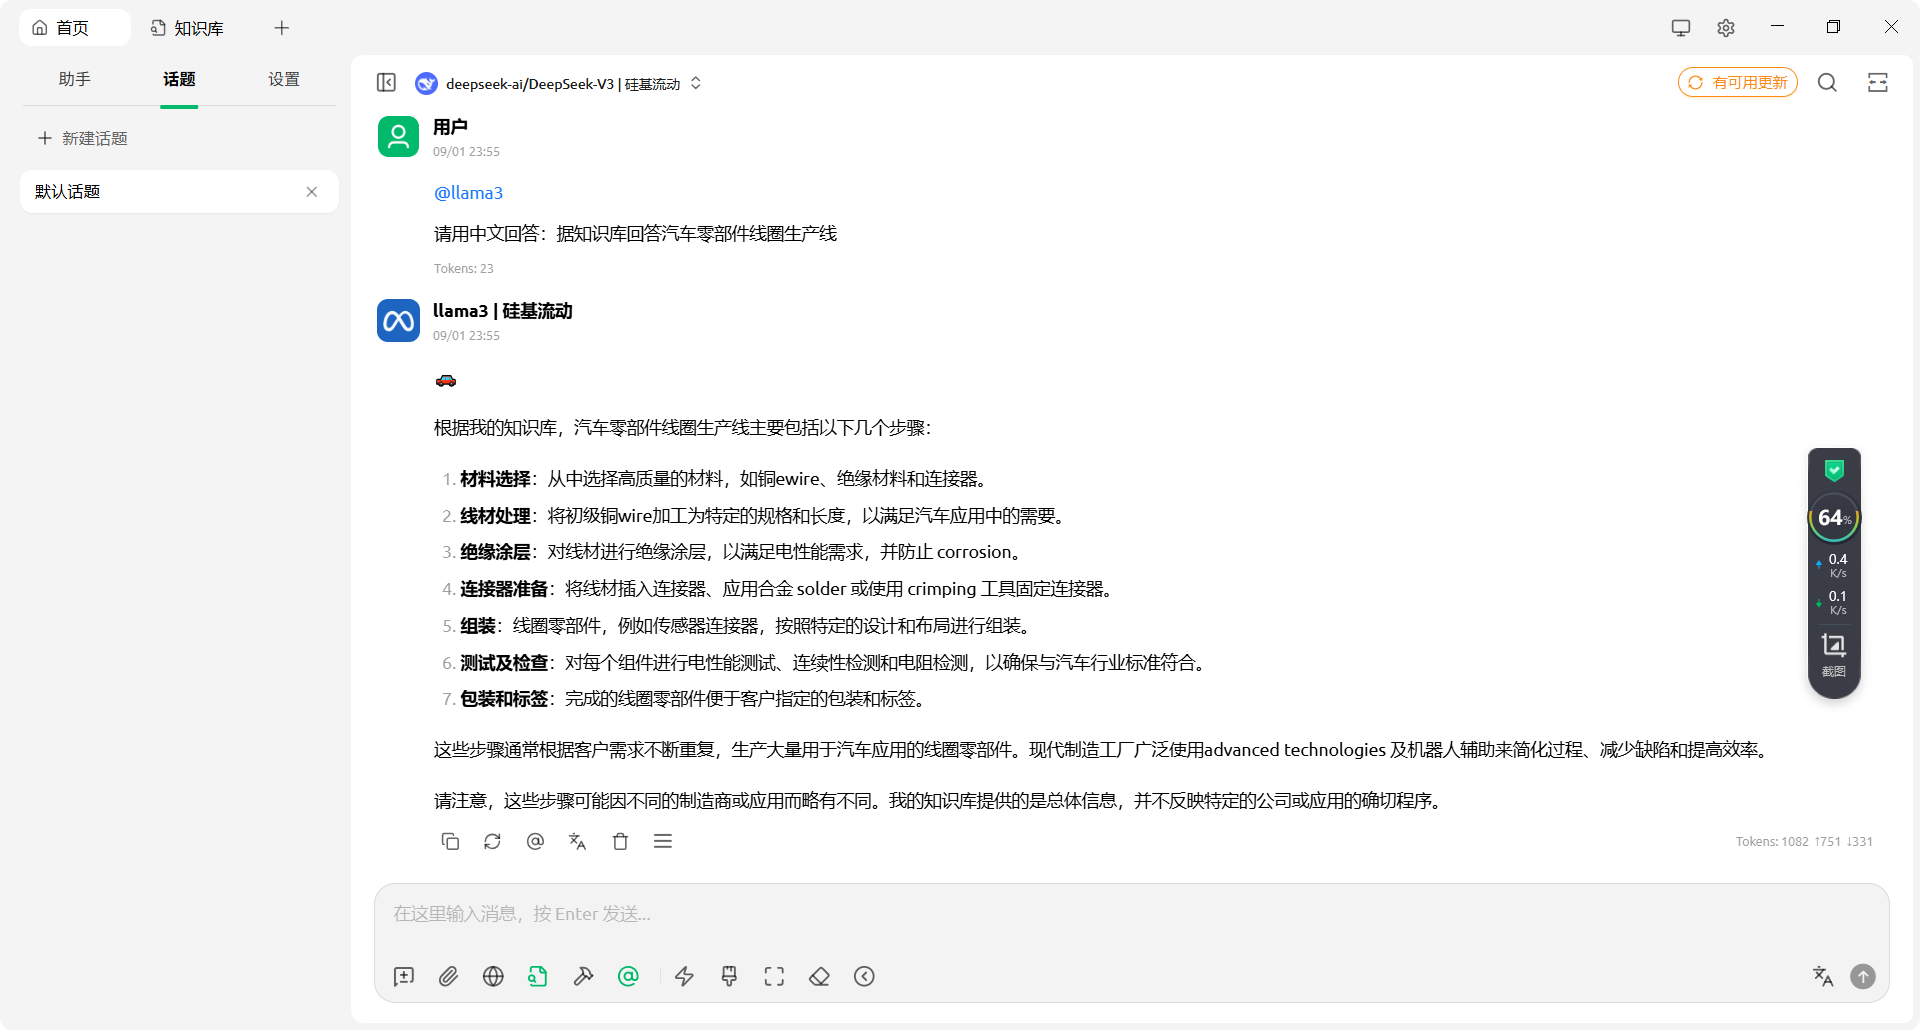 首页
知识库
助手
话题
设置
新建话题
默认话题
deepseek-ai/DeepSeek-V3 | 硅基流动
有可用更新
用户
09/01 23:55
@llama3
请用中文回答：据知识库回答汽车零部件线圈生产线
Tokens: 23
llama3 | 硅基流动
09/01 23:55
根据我的知识库，汽车零部件线圈生产线主要包括以下几个步骤：
1. 材料选择：从中选择高质量的材料，如铜ewire、绝缘材料和连接器。
2. 线材处理：将初级铜wire加工为特定的规格和长度，以满足汽车应用中的需要。
3. 绝缘涂层：对线材进行绝缘涂层，以满足电性能需求，并防止 corrosion。
4. 连接器准备：将线材插入连接器、应用合金 solder 或使用 crimping 工具固定连接器。
5. 组装：线圈零部件，例如传感器连接器，按照特定的设计和布局进行组装。
6. 测试及检查：对每个组件进行电性能测试、连续性检测和电阻检测，以确保与汽车行业标准符合。
7. 包装和标签：完成的线圈零部件便于客户指定的包装和标签。
这些步骤通常根据客户需求不断重复，生产大量用于汽车应用的线圈零部件。现代制造工厂广泛使用advanced technologies 及机器人辅助来简化过程、减少缺陷和提高效率。
请注意，这些步骤可能因不同的制造商或应用而略有不同。我的知识库提供的是总体信息，并不反映特定的公司或应用的确切程序。
Tokens: 1082 ↑751 ↓331
在这里输入消息，按 Enter 发送...
64%
0.4
K/s
0.1
K/s
截图